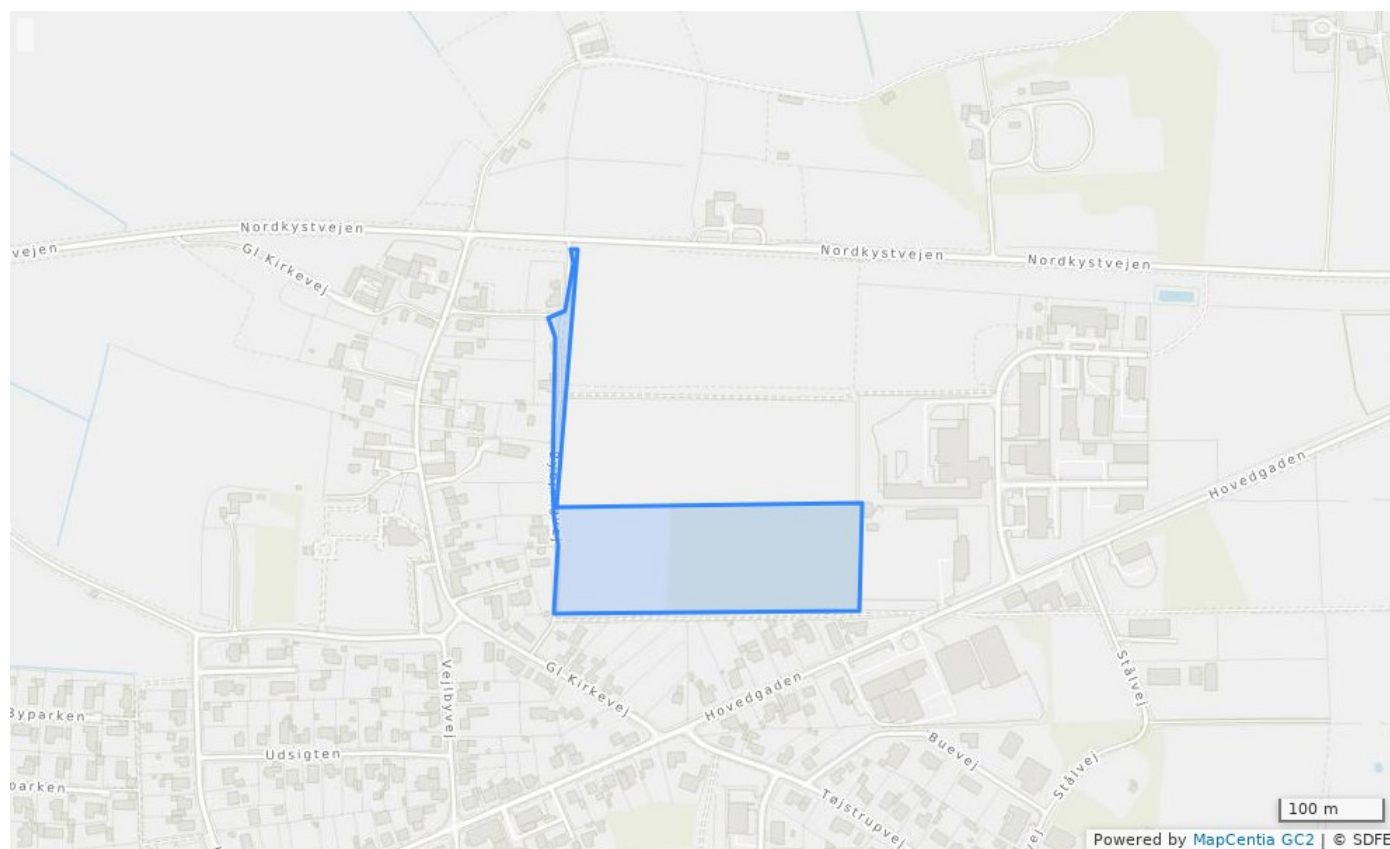 Nordkystvejen
Nordkystvejen
Nordkystvejen
vejen
Gl Kirkevej
Hovedgaden
Gl Kirkevej
Vejlbyvej
Hovedgaden
Stålvej
Byparken
Udsigten
parken
Buevej
Stålvej
Tøjstrupvej
vej
100 m
Powered by MapCentia GC2 | © SDFE